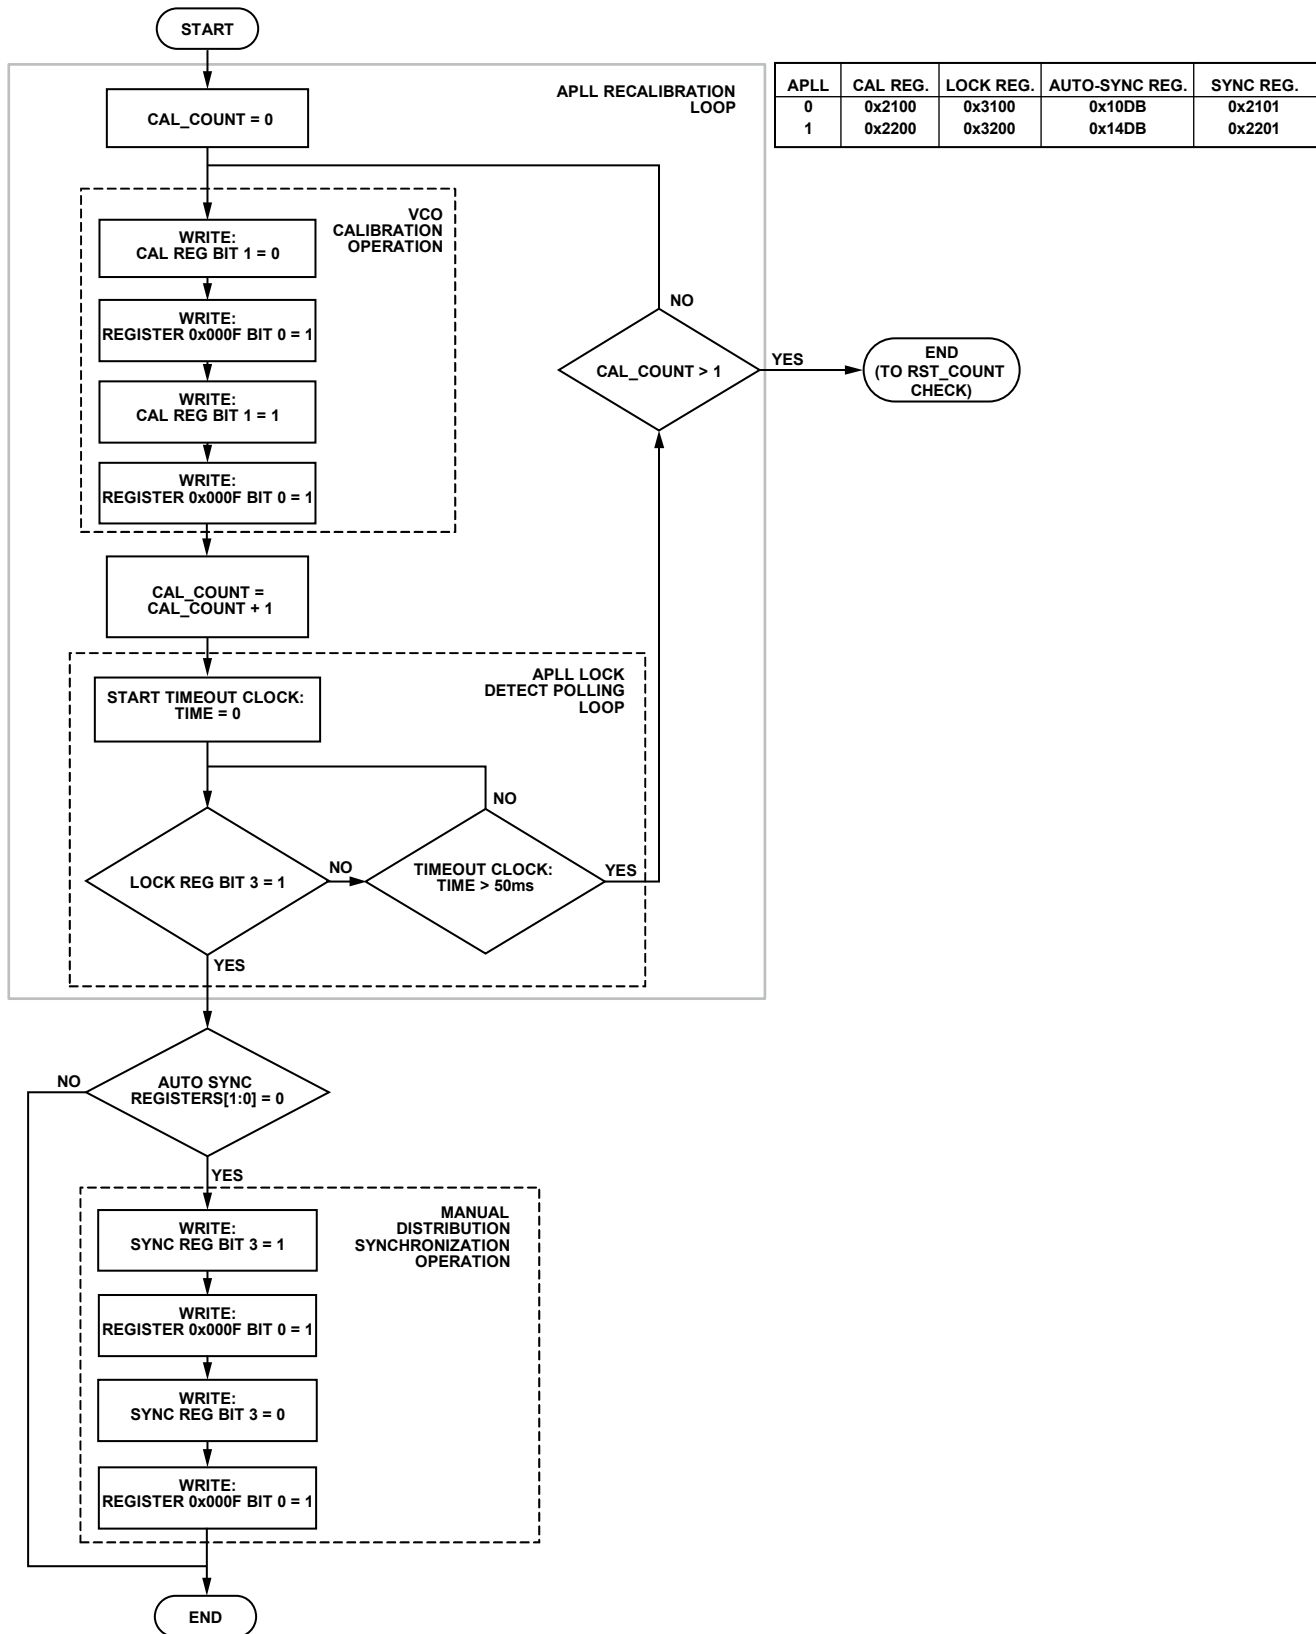 START
APLL RECALIBRATION
LOOP
APLL CAL REG. LOCK REG. AUTO-SYNC REG. SYNC REG.
0 0x2100 0x3100 0x10DB 0x2101
1 0x2200 0x3200 0x14DB 0x2201
CAL_COUNT = 0
VCO
CALIBRATION
OPERATION
WRITE:
CAL REG BIT 1 = 0
WRITE:
REGISTER 0x000F BIT 0 = 1
WRITE:
CAL REG BIT 1 = 1
WRITE:
REGISTER 0x000F BIT 0 = 1
NO
CAL_COUNT > 1
YES
END
(TO RST_COUNT
CHECK)
CAL_COUNT =
CAL_COUNT + 1
APLL LOCK
DETECT POLLING
LOOP
START TIMEOUT CLOCK:
TIME = 0
NO
LOCK REG BIT 3 = 1
NO
TIMEOUT CLOCK:
TIME > 50ms
YES
YES
AUTO SYNC
REGISTERS[1:0] = 0
NO
YES
MANUAL
DISTRIBUTION
SYNCHRONIZATION
OPERATION
WRITE:
SYNC REG BIT 3 = 1
WRITE:
REGISTER 0x000F BIT 0 = 1
WRITE:
SYNC REG BIT 3 = 0
WRITE:
REGISTER 0x000F BIT 0 = 1
END